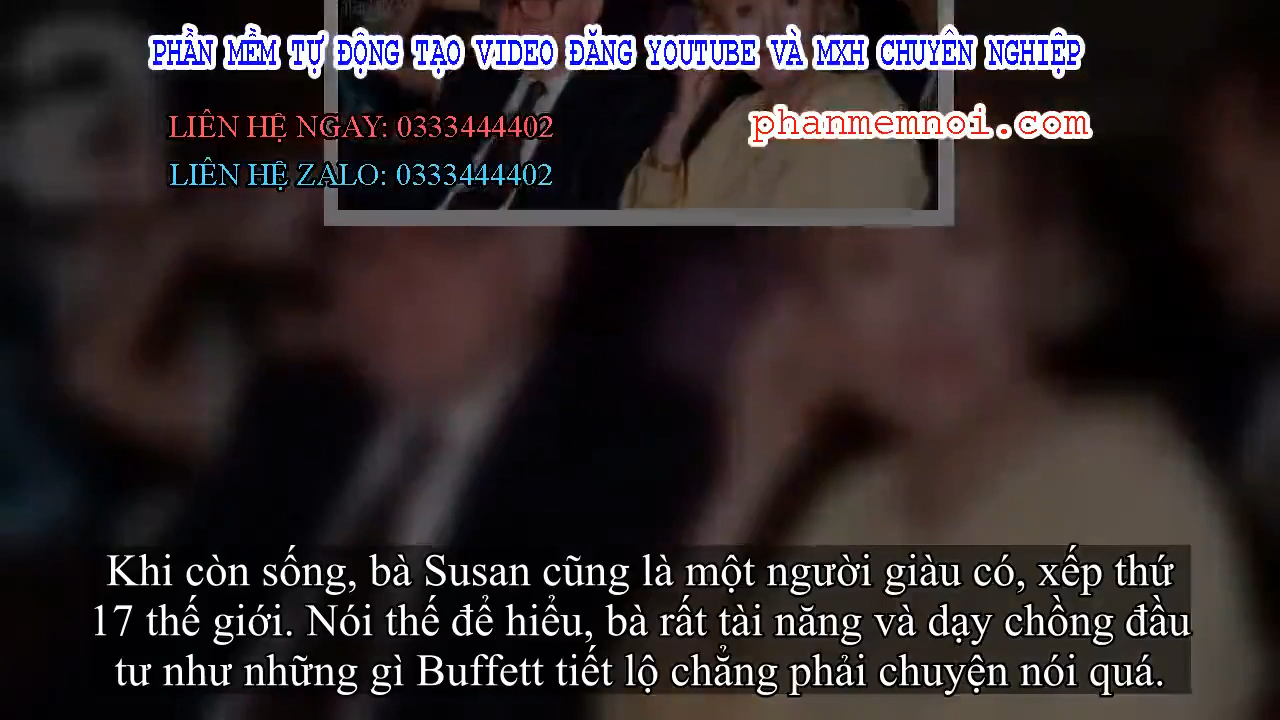 PHẦN MỀM TỰ ĐỘNG TẠO VIDEO ĐĂNG YOUTUBE VÀ MXH CHUYÊN NGHIỆP
LIÊN HỆ NGAY: 0333444402
phanmemnoi.com
LIÊN HỆ ZALO: 0333444402
Khi còn sống, bà Susan cũng là một người giàu có, xếp thứ
17 thế giới. Nói thế để hiểu, bà rất tài năng và dạy chồng đầu
tư như những gì Buffett tiết lộ chẳng phải chuyện nói quá.